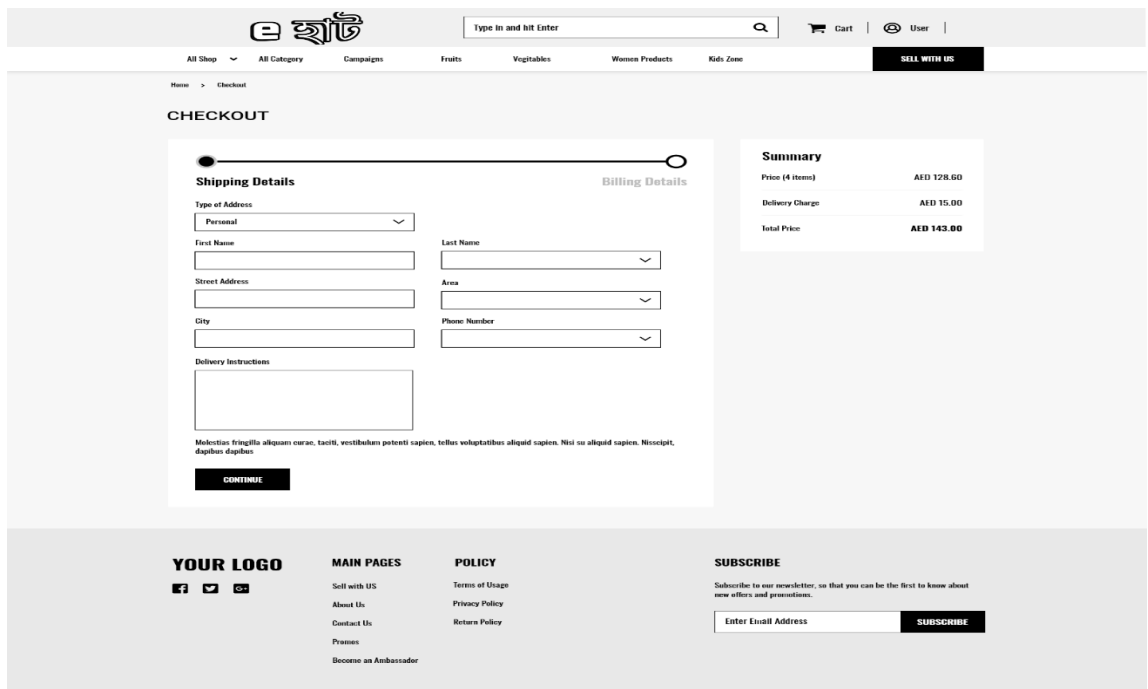 e হাট
Type in and hit Enter
Cart
User
All Shop All Category Campaigns Fruits Vegitables Women Products Kids Zone SELL WITH US
Home > Checkout
CHECKOUT
Shipping Details Billing Details
Type of Address
Personal
First Name Last Name
Street Address Area
City Phone Number
Delivery Instructions
Molestias fringilla aliquam curae, taciti, vestibulum potenti sapien, tellus voluptatibus aliquid sapien. Nisi su aliquid sapien. Nisscipit,
dapibus dapibus
CONTINUE
Summary
Price (4 items) AED 128.60
Delivery Charge AED 15.00
Total Price AED 143.00
YOUR LOGO
G+
MAIN PAGES
Sell with US
About Us
Contact Us
Promos
Become an Ambassador
POLICY
Terms of Usage
Privacy Policy
Return Policy
SUBSCRIBE
Subscribe to our newsletter, so that you can be the first to know about
new offers and promotions.
Enter Email Address SUBSCRIBE